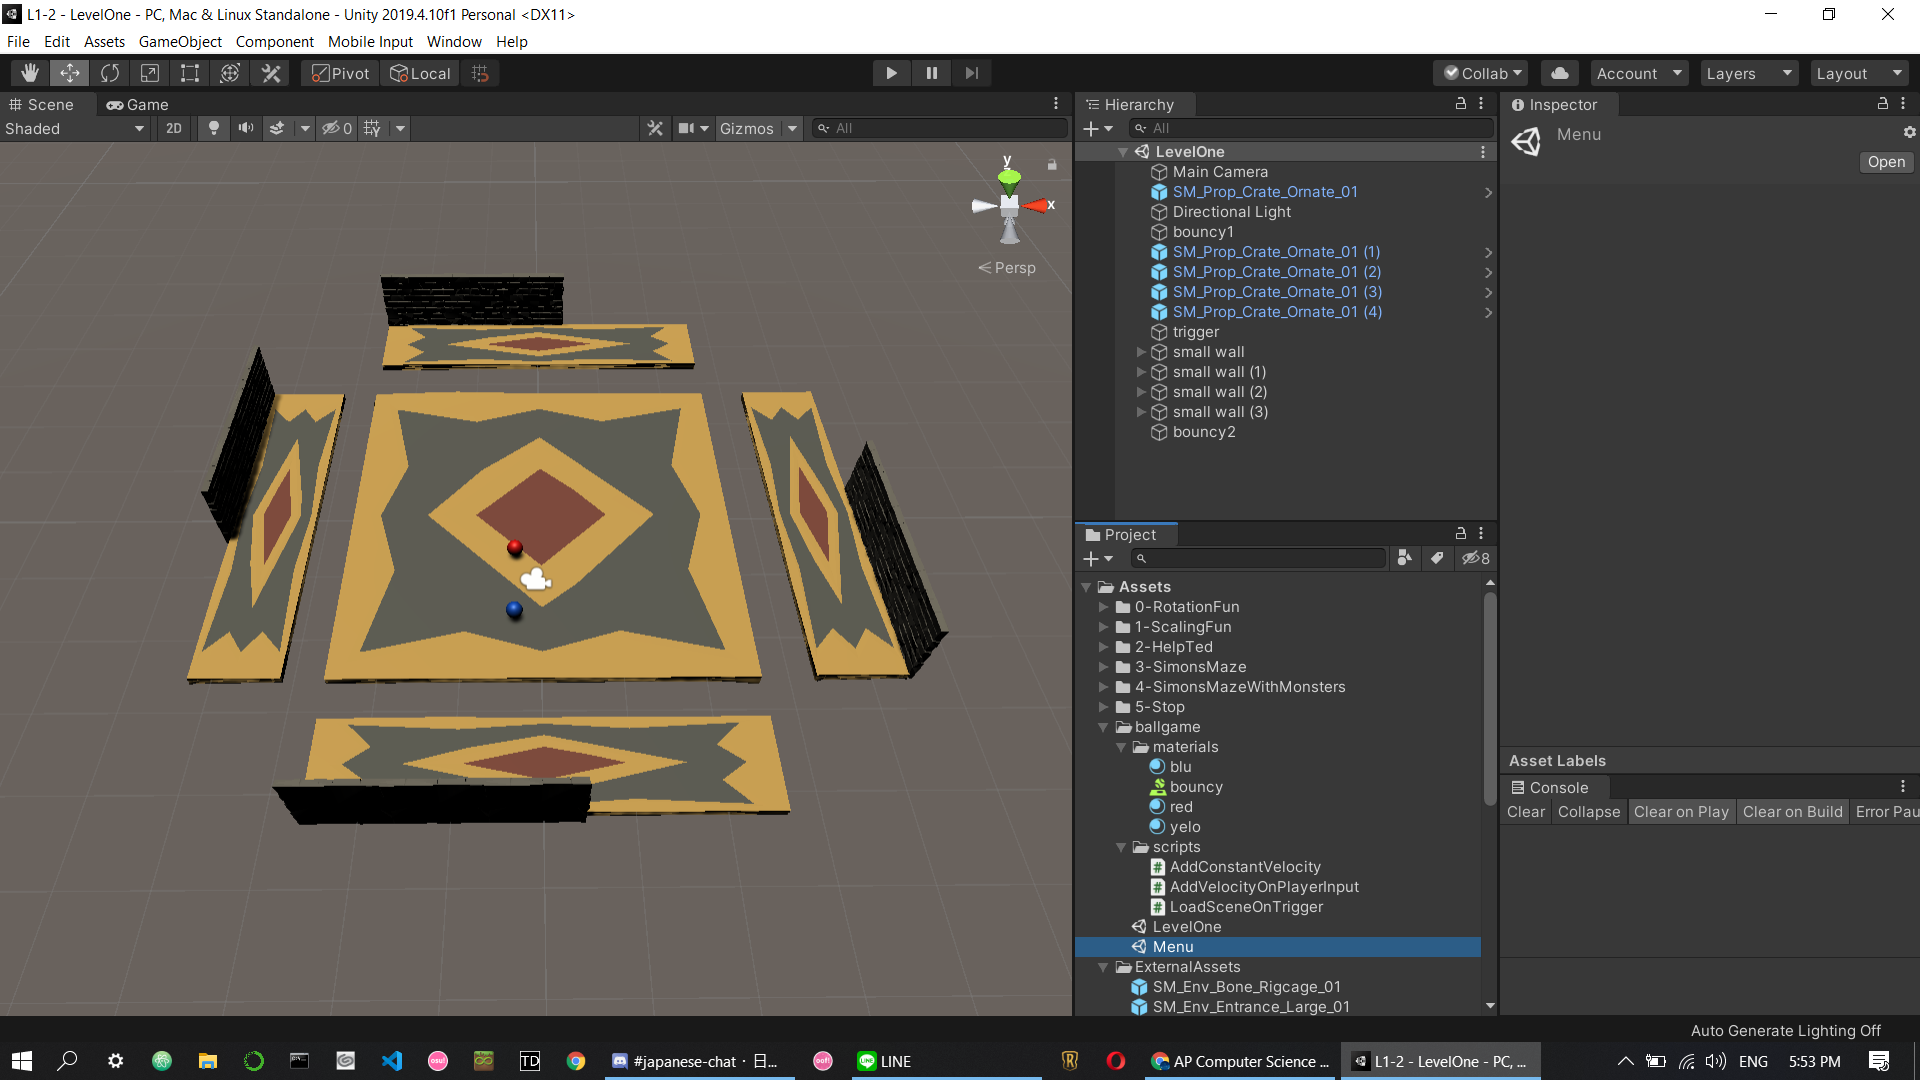 L1-2 - LevelOne - PC, Mac & Linux Standalone - Unity 2019.4.10f1 Personal <DX11>
File Edit Assets GameObject Component Mobile Input Window Help
Pivot Local Collab Account Layers Layout
Scene Game
Shaded 2D 0 Gizmos All
y
x
Persp
Hierarchy
All
LevelOne
Main Camera
SM_Prop_Crate_Ornate_01
Directional Light
bouncy1
SM_Prop_Crate_Ornate_01 (1)
SM_Prop_Crate_Ornate_01 (2)
SM_Prop_Crate_Ornate_01 (3)
SM_Prop_Crate_Ornate_01 (4)
trigger
small wall
small wall (1)
small wall (2)
small wall (3)
bouncy2
Project
8
Assets
0-RotationFun
1-ScalingFun
2-HelpTed
3-SimonsMaze
4-SimonsMazeWithMonsters
5-Stop
ballgame
materials
blu
bouncy
red
yelo
scripts
AddConstantVelocity
AddVelocityOnPlayerInput
LoadSceneOnTrigger
LevelOne
Menu
ExternalAssets
SM_Env_Bone_Rigcage_01
SM_Env_Entrance_Large_01
Inspector
Menu
Open
Asset Labels
Console
Clear Collapse Clear on Play Clear on Build Error Pau
Auto Generate Lighting Off
osu! TD #japanese-chat · 日... oof! LINE R AP Computer Science ... L1-2 - LevelOne - PC, ... ENG 5:53 PM